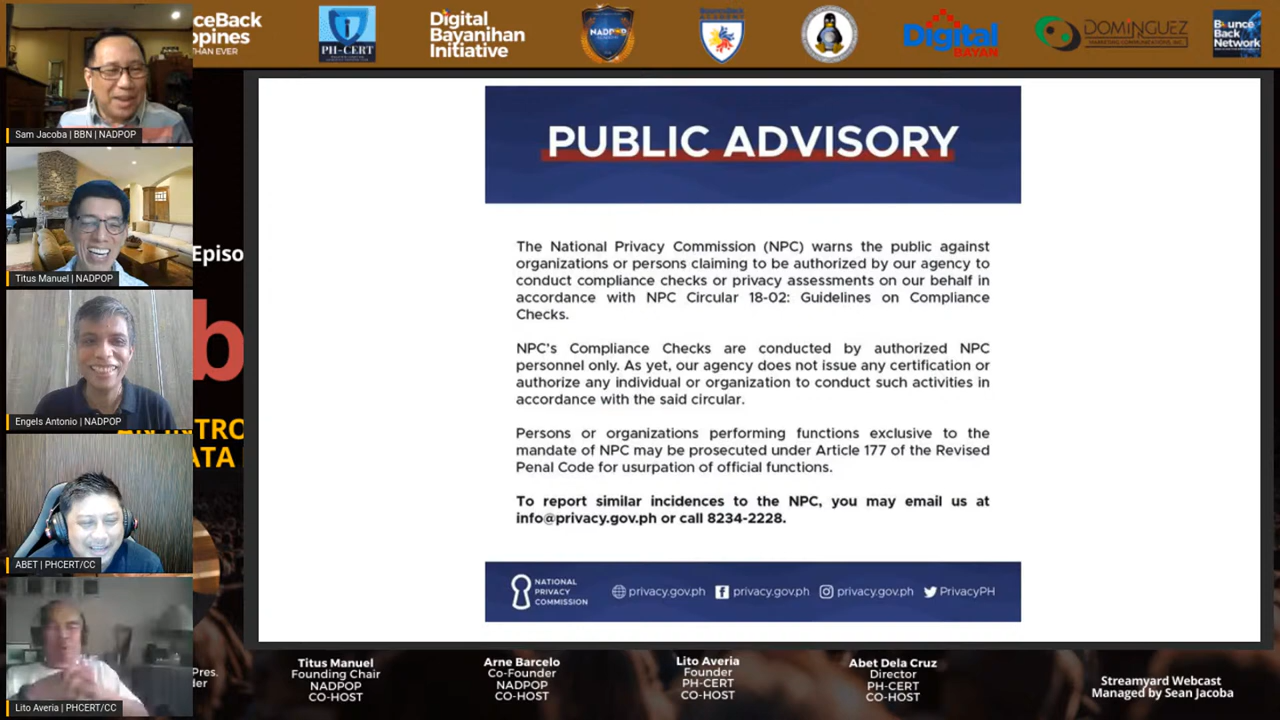 ceBack
ppines
THAN EVER
PH-CERT
Digital
Bayanihan
Initiative
NADPOP
Digital
BAYAN
DOMINGUEZ
MARKETING COMMUNICATIONS, INC.
Bounce
Back
Network
Sam Jacoba | BBN | NADPOP
Titus Manuel | NADPOP
Engels Antonio | NADPOP
ABET | PHCERT/CC
Lito Averia | PHCERT/CC
Episo
b
AN INTRO
ATA
PUBLIC ADVISORY
The National Privacy Commission (NPC) warns the public against
organizations or persons claiming to be authorized by our agency to
conduct compliance checks or privacy assessments on our behalf in
accordance with NPC Circular 18-02: Guidelines on Compliance
Checks.
NPC's Compliance Checks are conducted by authorized NPC
personnel only. As yet, our agency does not issue any certification or
authorize any individual or organization to conduct such activities in
accordance with the said circular.
Persons or organizations performing functions exclusive to the
mandate of NPC may be prosecuted under Article 177 of the Revised
Penal Code for usurpation of official functions.
To report similar incidences to the NPC, you may email us at
info@privacy.gov.ph or call 8234-2228.
NATIONAL
PRIVACY
COMMISSION
privacy.gov.ph
privacy.gov.ph
privacy.gov.ph
PrivacyPH
Pres.
der
Titus Manuel
Founding Chair
NADPOP
CO-HOST
Arne Barcelo
Co-Founder
NADPOP
CO-HOST
Lito Averia
Founder
PH-CERT
CO-HOST
Abet Dela Cruz
Director
PH-CERT
CO-HOST
Streamyard Webcast
Managed by Sean Jacoba